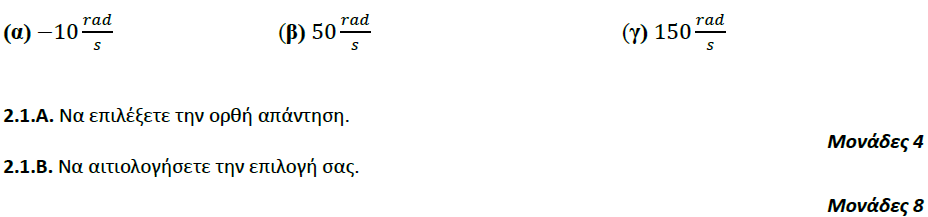 (α) −10 rad/s (β) 50 rad/s (γ) 150 rad/s
2.1.Α. Να επιλέξετε την ορθή απάντηση.
Μονάδες 4
2.1.Β. Να αιτιολογήσετε την επιλογή σας.
Μονάδες 8